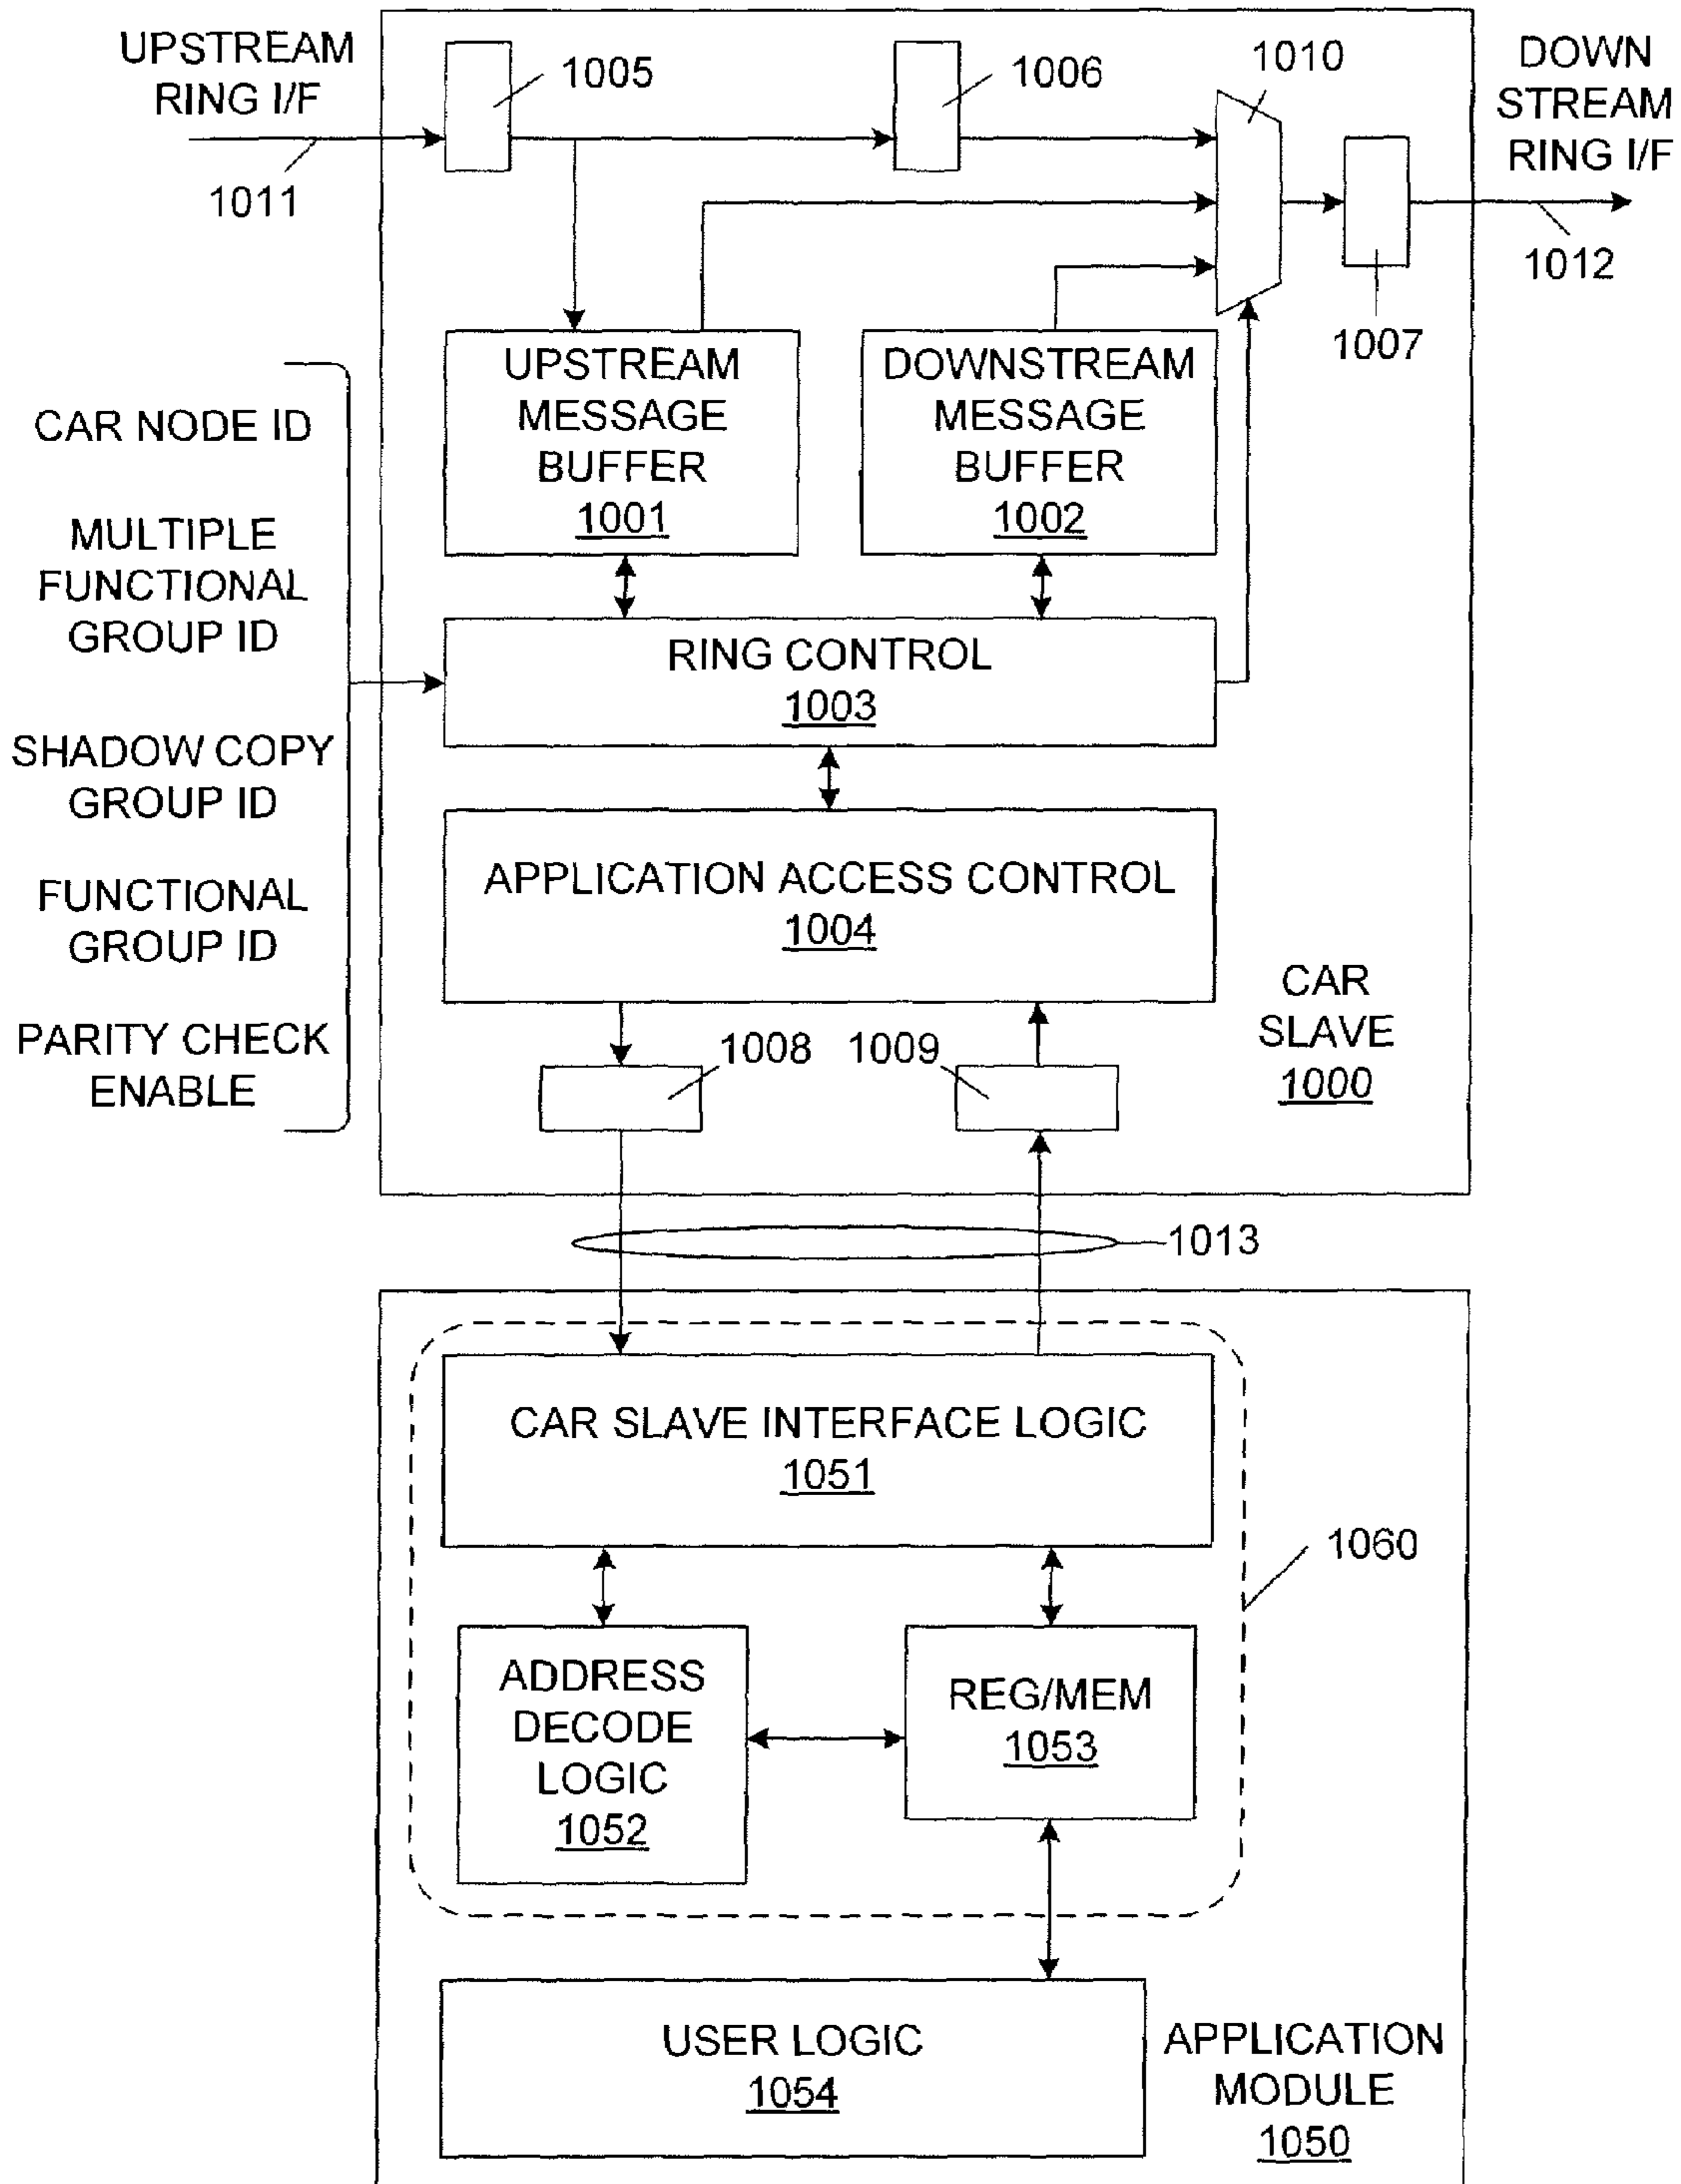 UPSTREAM
RING I/F
1005
1006
1010
DOWN
STREAM
RING I/F
1011
1012
1007
UPSTREAM
MESSAGE
BUFFER
1001
DOWNSTREAM
MESSAGE
BUFFER
1002
CAR NODE ID
MULTIPLE
FUNCTIONAL
GROUP ID
SHADOW COPY
GROUP ID
FUNCTIONAL
GROUP ID
PARITY CHECK
ENABLE
RING CONTROL
1003
APPLICATION ACCESS CONTROL
1004
1008
1009
CAR
SLAVE
1000
1013
CAR SLAVE INTERFACE LOGIC
1051
1060
ADDRESS
DECODE
LOGIC
1052
REG/MEM
1053
USER LOGIC
1054
APPLICATION
MODULE
1050